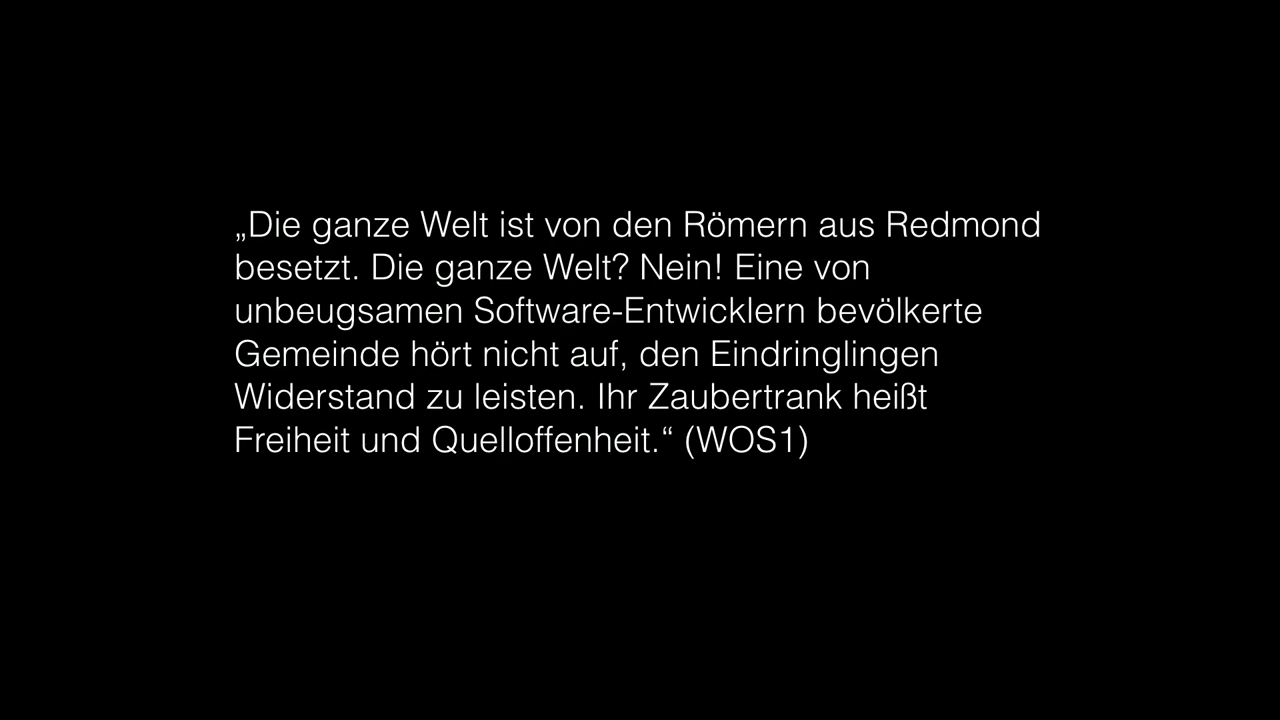 „Die ganze Welt ist von den Römern aus Redmond
besetzt. Die ganze Welt? Nein! Eine von
unbeugsamen Software-Entwicklern bevölkerte
Gemeinde hört nicht auf, den Eindringlingen
Widerstand zu leisten. Ihr Zaubertrank heißt
Freiheit und Quelloffenheit.“ (WOS1)